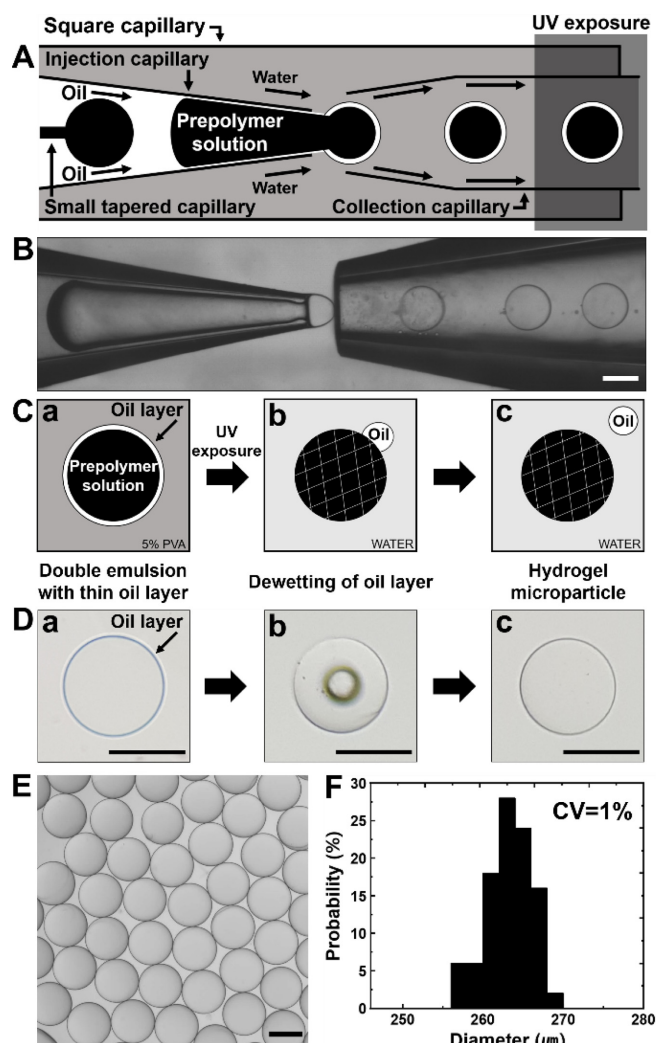 Square capillary
UV exposure
A
Injection capillary
Oil
Water
Prepolymer
solution
Oil
Water
Small tapered capillary
Collection capillary
B
C
a
Oil layer
Prepolymer
solution
5% PVA
UV
exposure
b
Oil
WATER
c
Oil
WATER
Double emulsion
with thin oil layer
Dewetting of oil layer
Hydrogel
microparticle
D
a
Oil layer
b
c
E
F
CV=1%
Probability (%)
30
25
20
15
10
5
0
250
260
270
280
Diameter (μm)